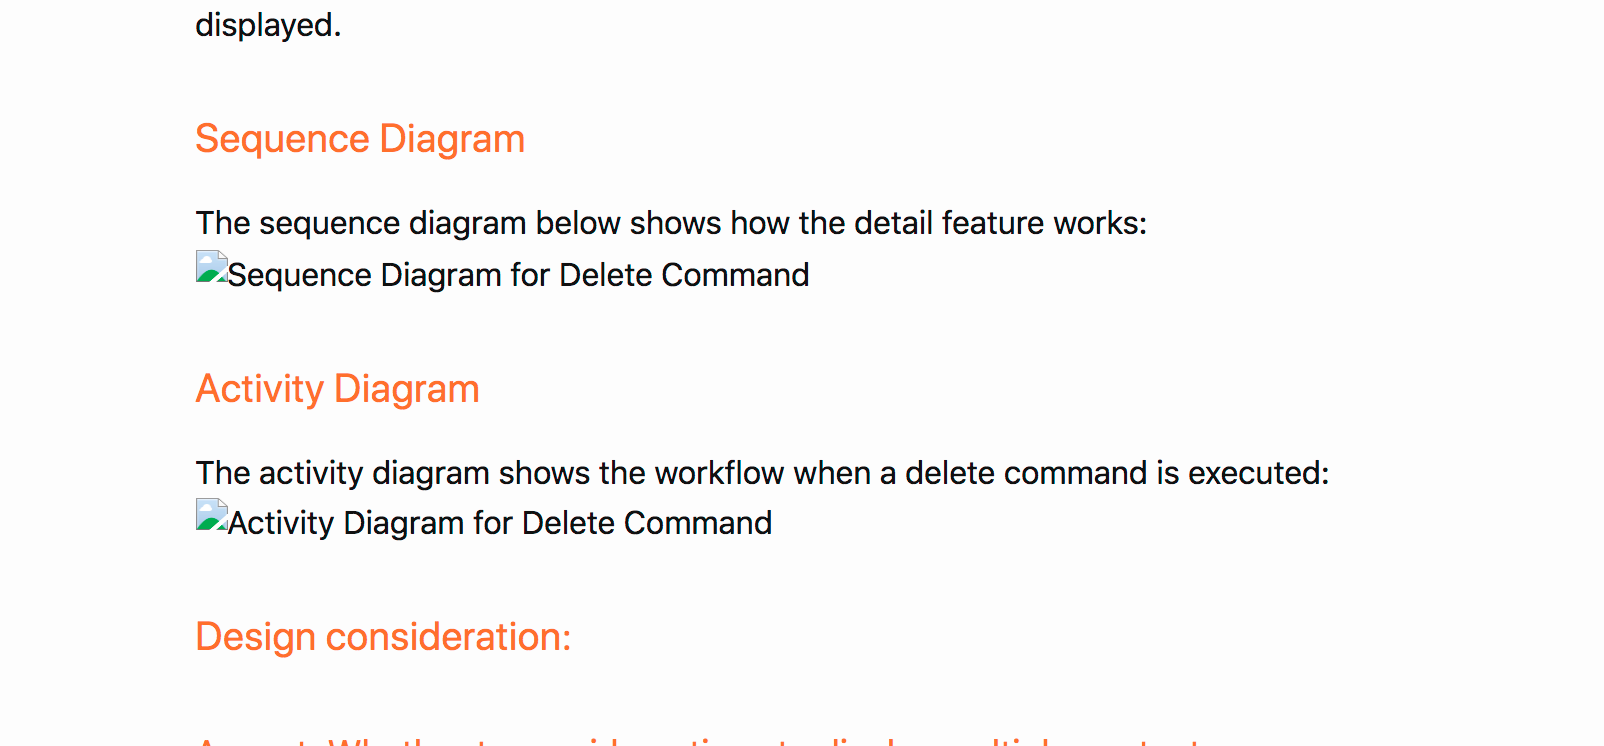 displayed.
Sequence Diagram
The sequence diagram below shows how the detail feature works:
Sequence Diagram for Delete Command
Activity Diagram
The activity diagram shows the workflow when a delete command is executed:
Activity Diagram for Delete Command
Design consideration: